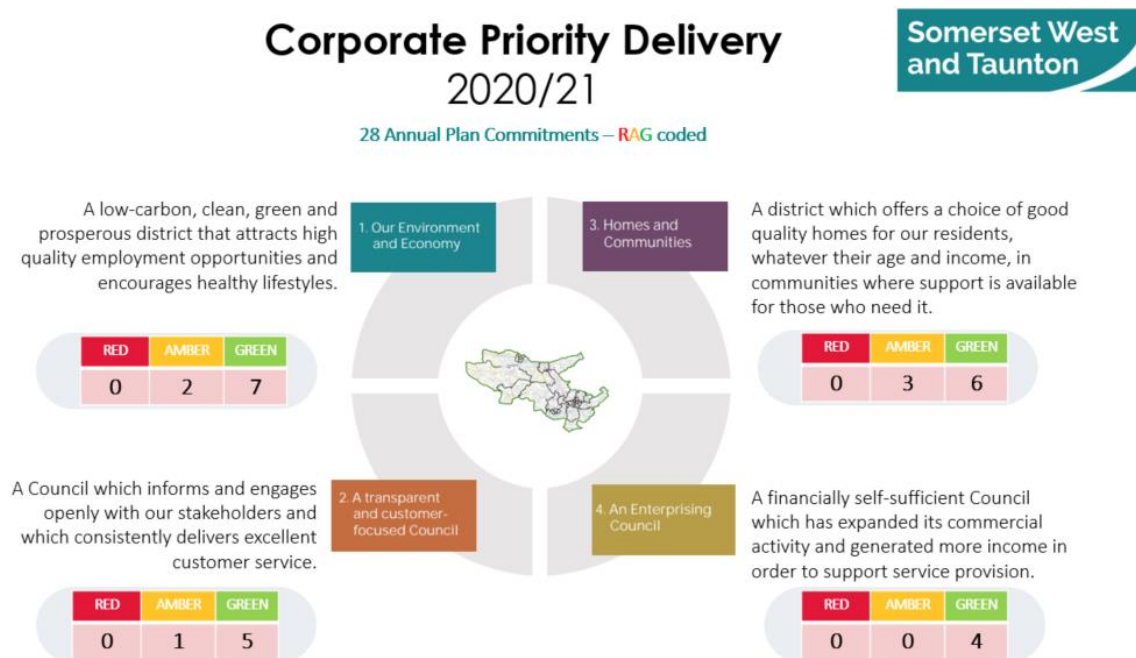 Corporate Priority Delivery
2020/21
Somerset West
and Taunton
28 Annual Plan Commitments – RAG coded
A low-carbon, clean, green and
prosperous district that attracts high
quality employment opportunities and
encourages healthy lifestyles.
1. Our Environment
and Economy
RED AMBER GREEN
0 2 7
3. Homes and
Communities
A district which offers a choice of good
quality homes for our residents,
whatever their age and income, in
communities where support is available
for those who need it.
RED AMBER GREEN
0 3 6
A Council which informs and engages
openly with our stakeholders and
which consistently delivers excellent
customer service.
2. A transparent
and customer-
focused Council
RED AMBER GREEN
0 1 5
4. An Enterprising
Council
A financially self-sufficient Council
which has expanded its commercial
activity and generated more income in
order to support service provision.
RED AMBER GREEN
0 0 4